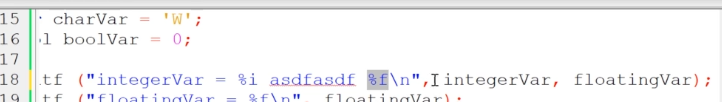 15 charVar = 'W';
16 l boolVar = 0;
17
18 tf ("integerVar = %i asdfasdf %f\n", integerVar, floatingVar);
19 tf ("floatingVar = %f\n", floatingVar);